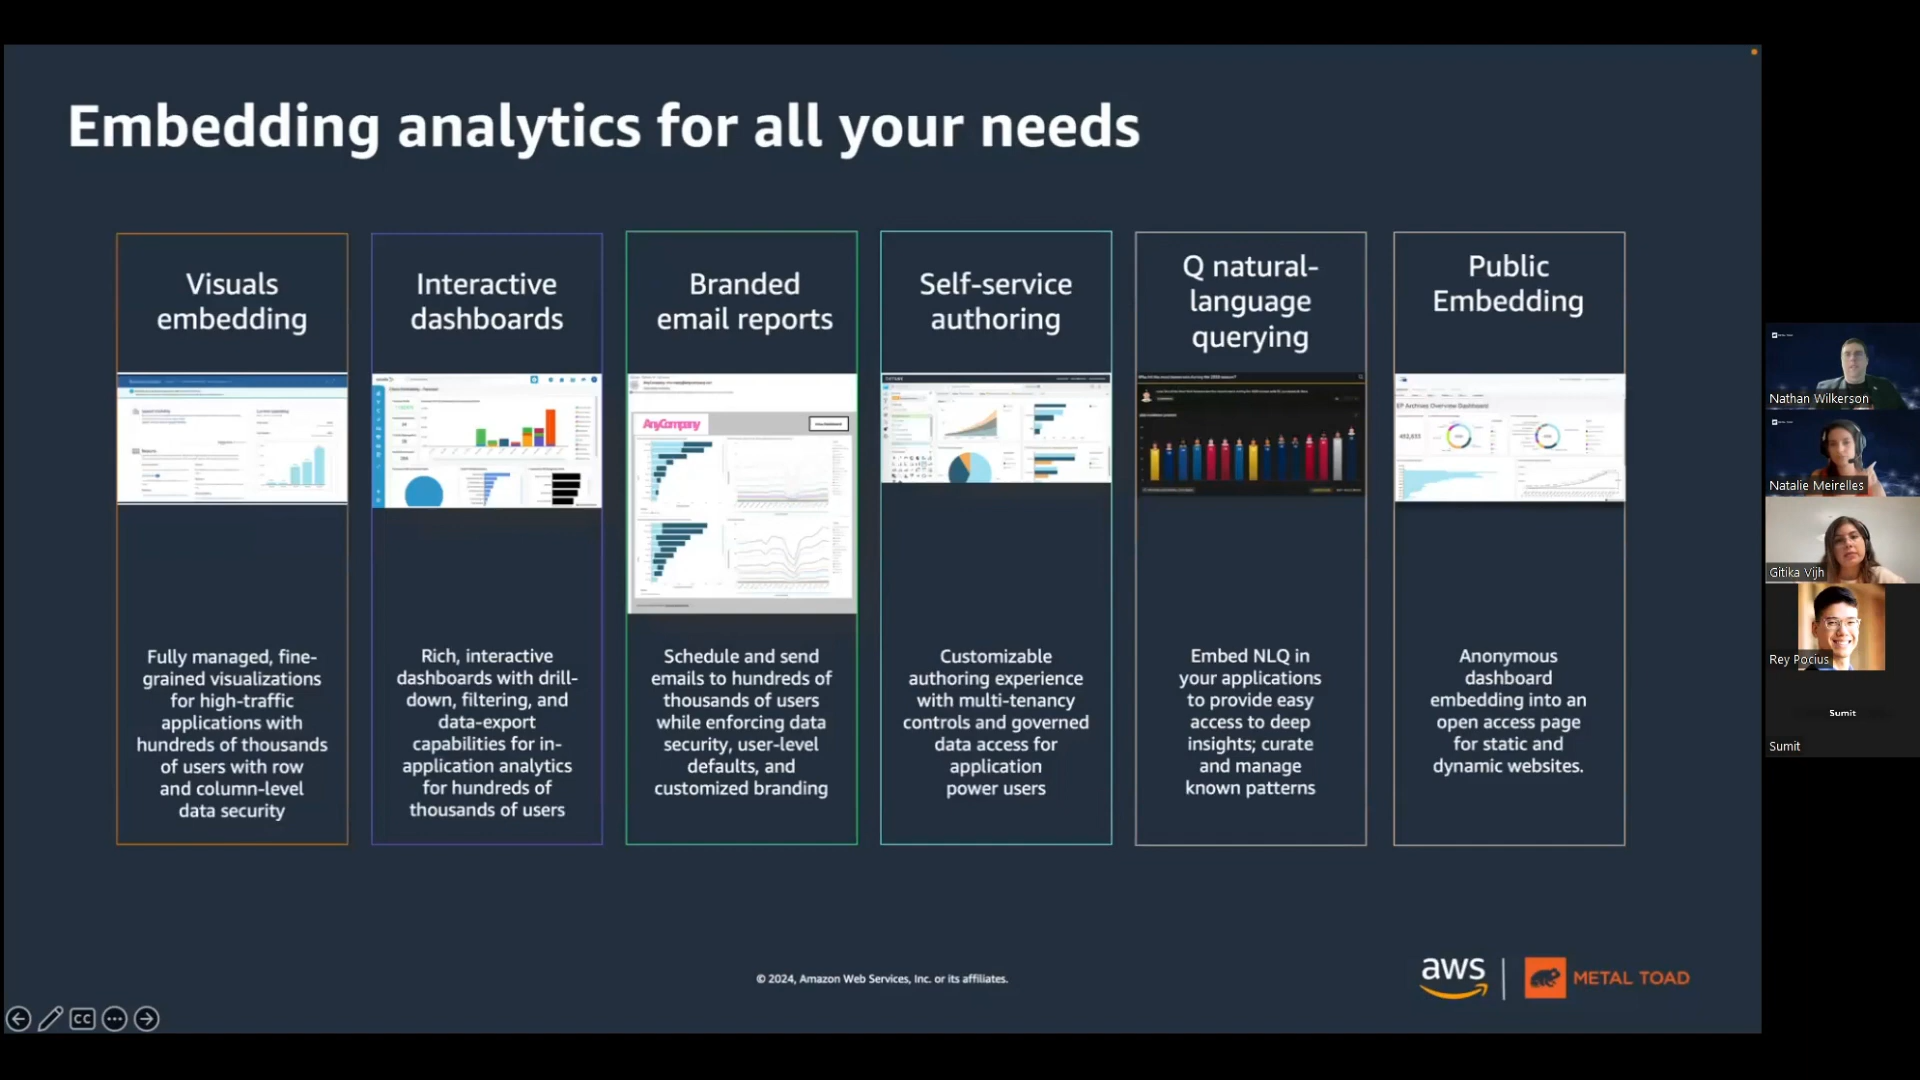 Embedding analytics for all your needs
Visuals
embedding
Fully managed, fine-
grained visualizations
for high-traffic
applications with
hundreds of thousands
of users with row
and column-level
data security
Interactive
dashboards
Rich, interactive
dashboards with drill-
down, filtering, and
data-export
capabilities for in-
application analytics
for hundreds of
thousands of users
Branded
email reports
AnyCompany
Schedule and send
emails to hundreds of
thousands of users
while enforcing data
security, user-level
defaults, and
customized branding
Self-service
authoring
Customizable
authoring experience
with multi-tenancy
controls and governed
data access for
application
power users
Q natural-
language
querying
Embed NLQ in
your applications
to provide easy
access to deep
insights; curate
and manage
known patterns
Public
Embedding
EP Archives Overview Dashboard
Anonymous
dashboard
embedding into an
open access page
for static and
dynamic websites.
© 2024, Amazon Web Services, Inc. or its affiliates.
aws
METAL TOAD
CC
Nathan Wilkerson
Natalie Meirelles
Gitika Vijh
Rey Pocius
Sumit
Sumit